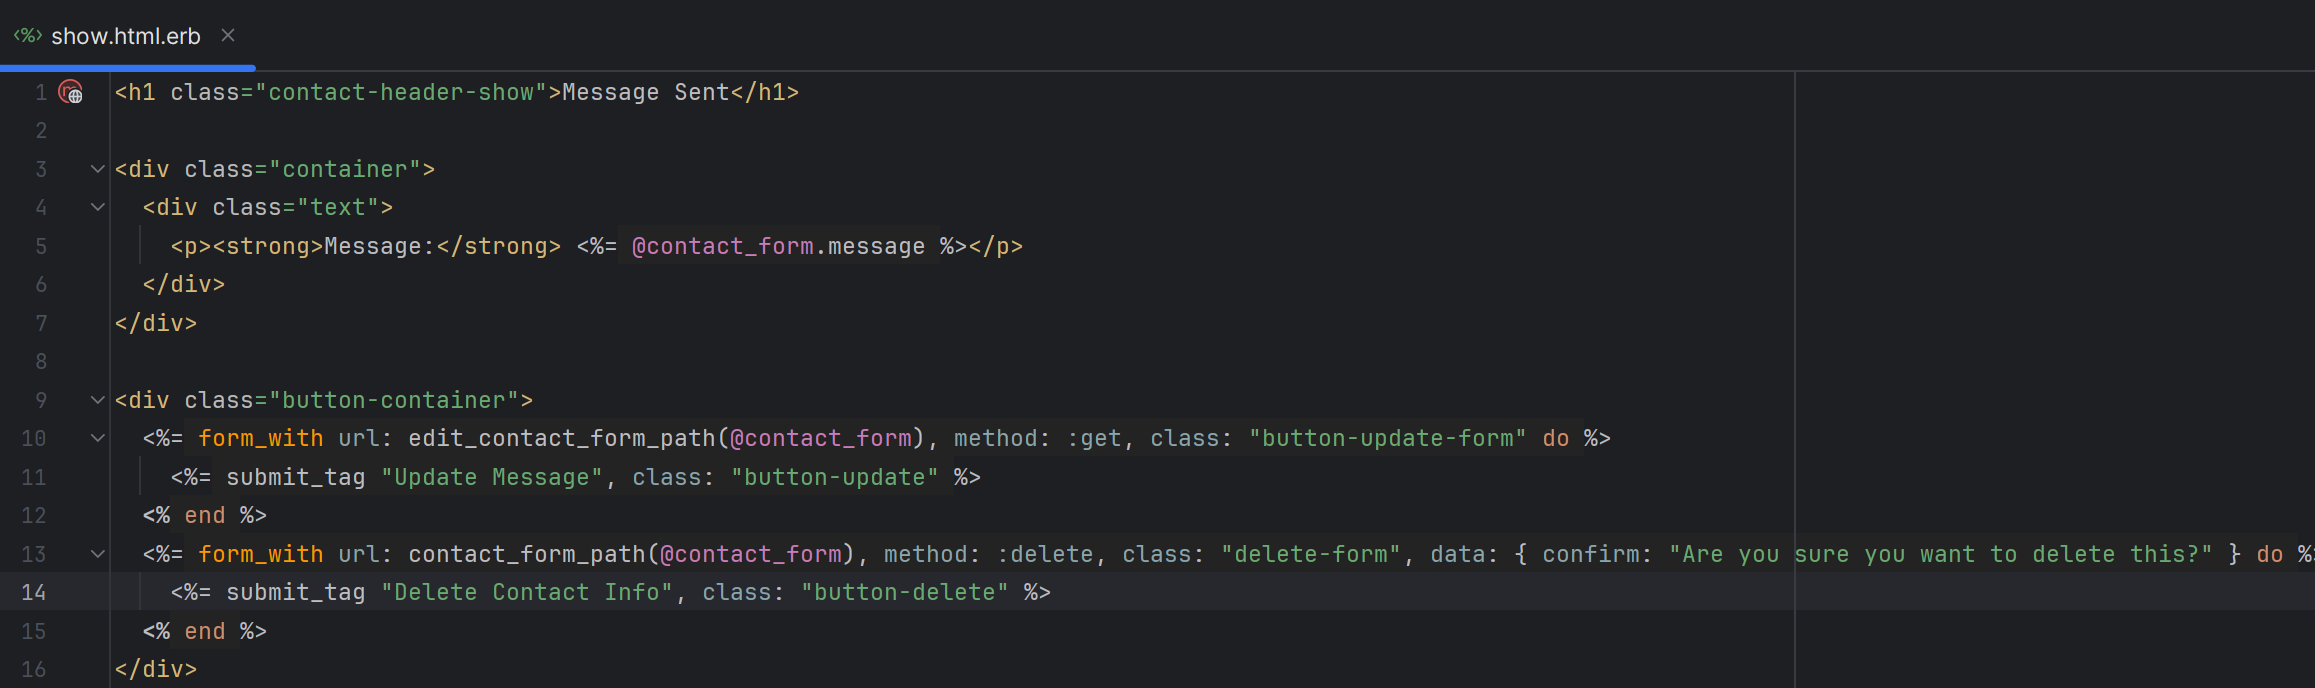 show.html.erb
1 <h1 class="contact-header-show">Message Sent</h1>
2
3 <div class="container">
4   <div class="text">
5     <p><strong>Message:</strong> <%= @contact_form.message %></p>
6   </div>
7 </div>
8
9 <div class="button-container">
10   <%= form_with url: edit_contact_form_path(@contact_form), method: :get, class: "button-update-form" do %>
11     <%= submit_tag "Update Message", class: "button-update" %>
12   <% end %>
13   <%= form_with url: contact_form_path(@contact_form), method: :delete, class: "delete-form", data: { confirm: "Are you sure you want to delete this?" } do %
14     <%= submit_tag "Delete Contact Info", class: "button-delete" %>
15   <% end %>
16 </div>